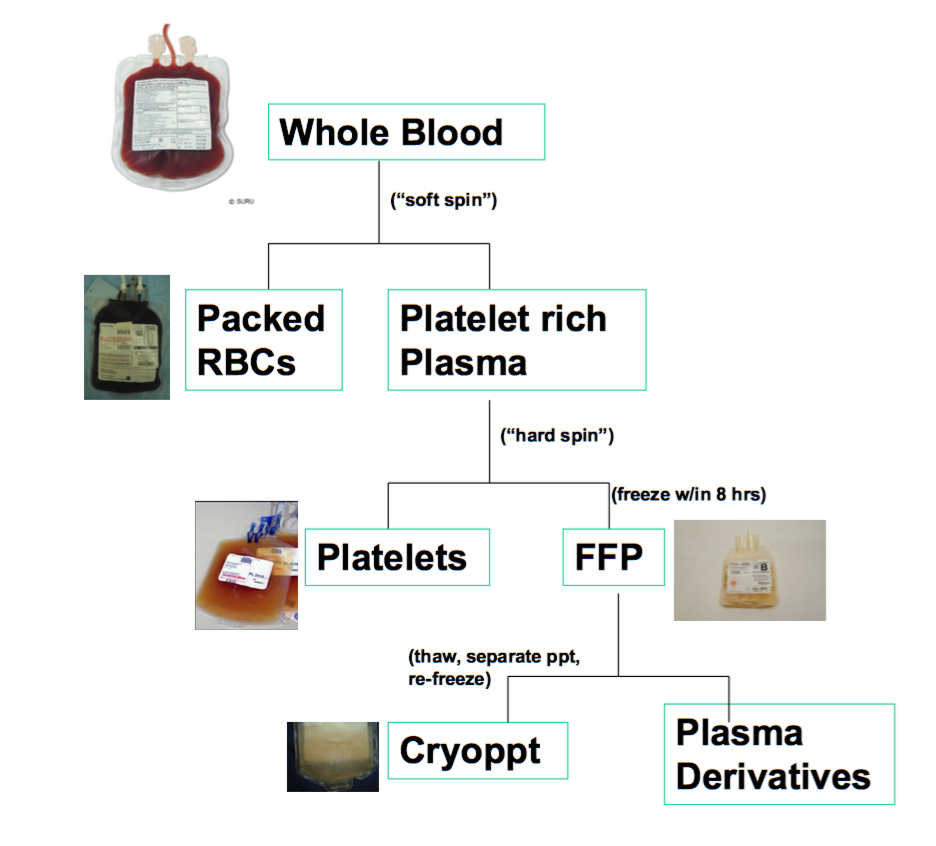 © SURU
Whole Blood
(“soft spin”)
Packed
RBCs
Platelet rich
Plasma
(“hard spin”)
(freeze w/in 8 hrs)
Platelets
FFP
B
(thaw, separate ppt,
re-freeze)
Cryoppt
Plasma
Derivatives